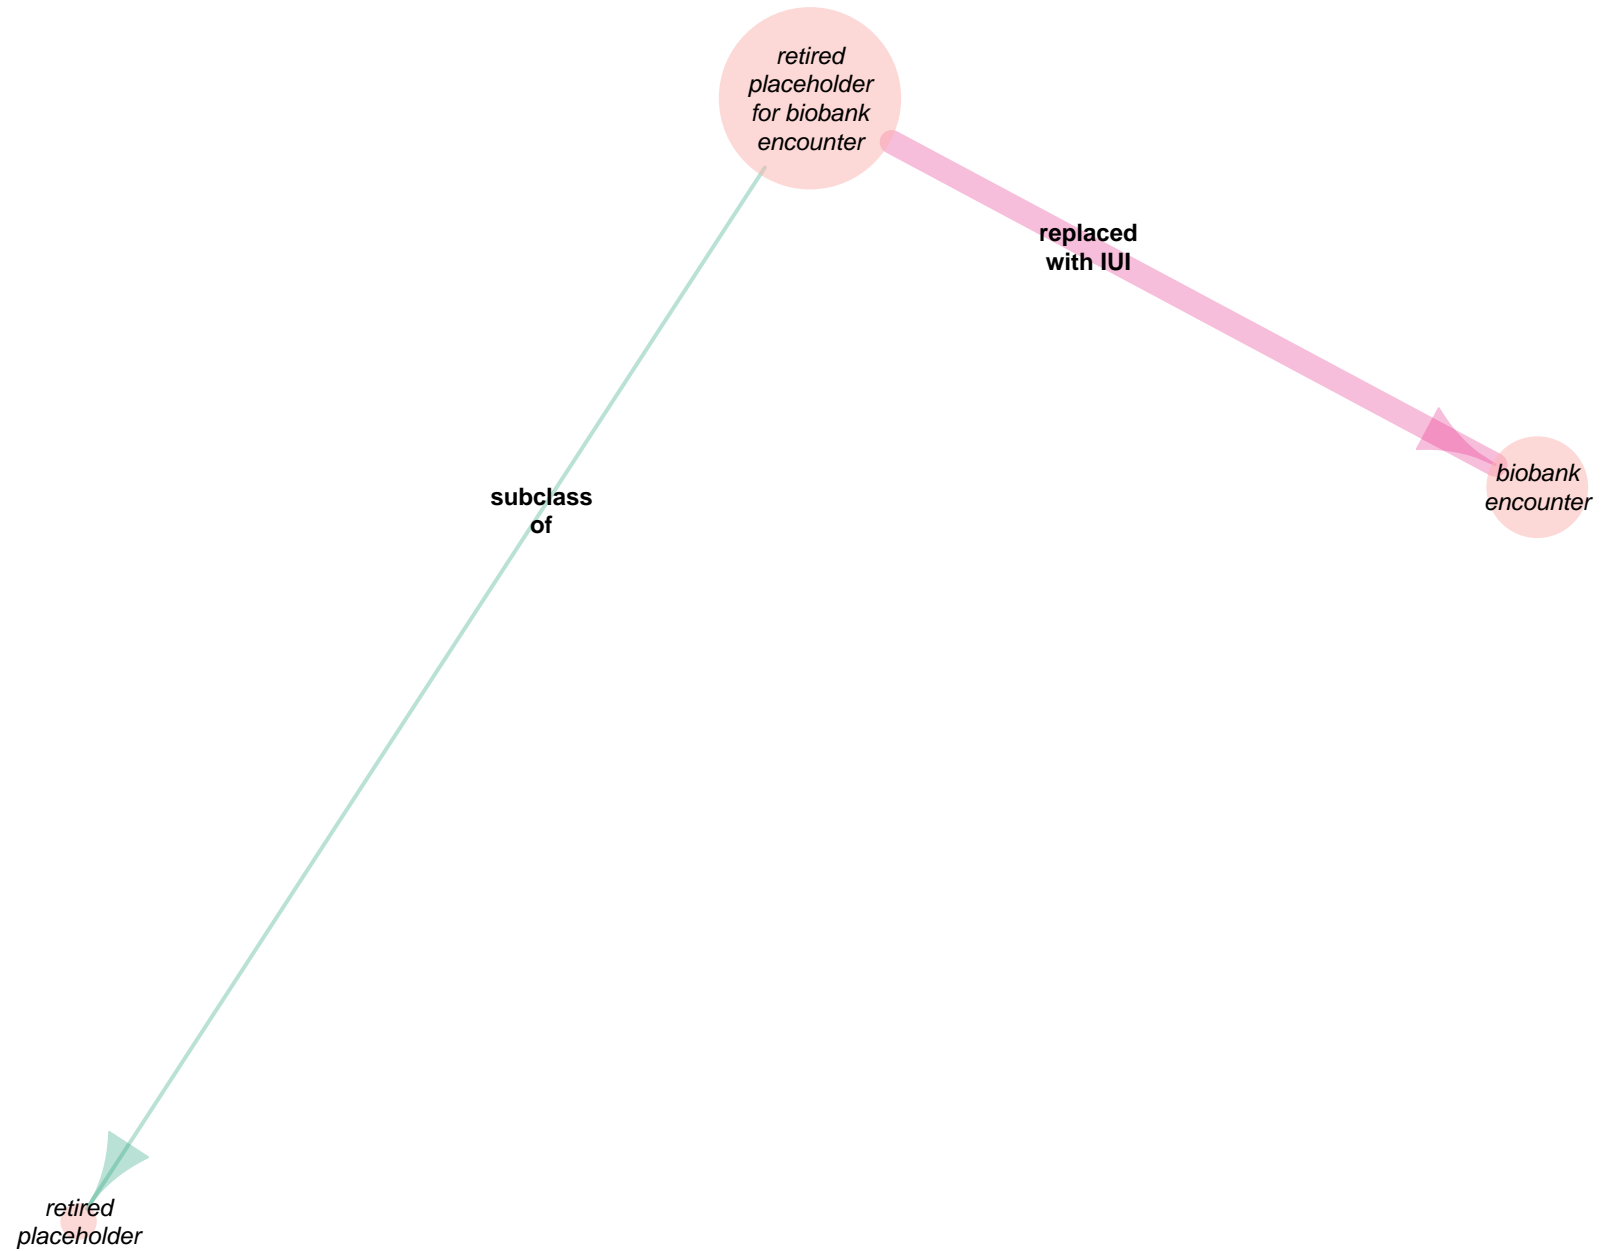 retired
placeholder
for biobank
encounter
replaced
with IUI
biobank
encounter
subclass
of
retired
placeholder